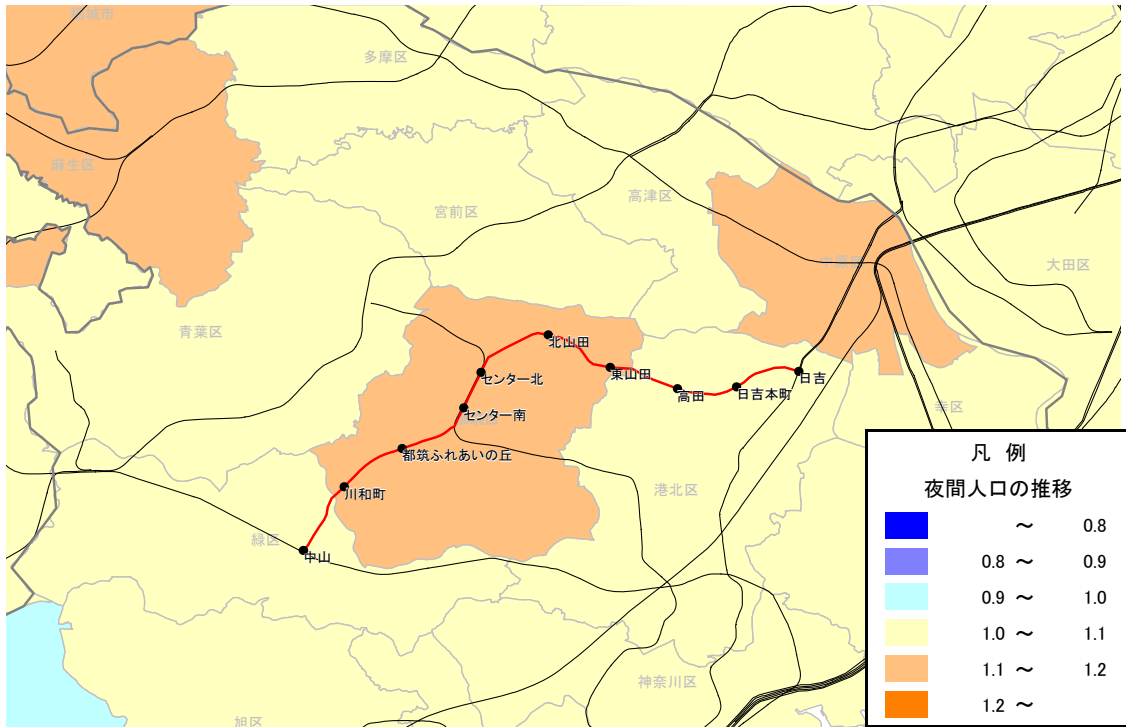 稲城市
多摩区
麻生区
高津区
宮前区
中原区
大田区
青葉区
北山田
センター北
東山田
日吉
高田
日吉本町
幸区
センター南
都筑ふれあいの丘
川和町
港北区
緑区
中山
神奈川区
旭区
凡 例
夜間人口の推移
～ 0.8
0.8 ～ 0.9
0.9 ～ 1.0
1.0 ～ 1.1
1.1 ～ 1.2
1.2 ～